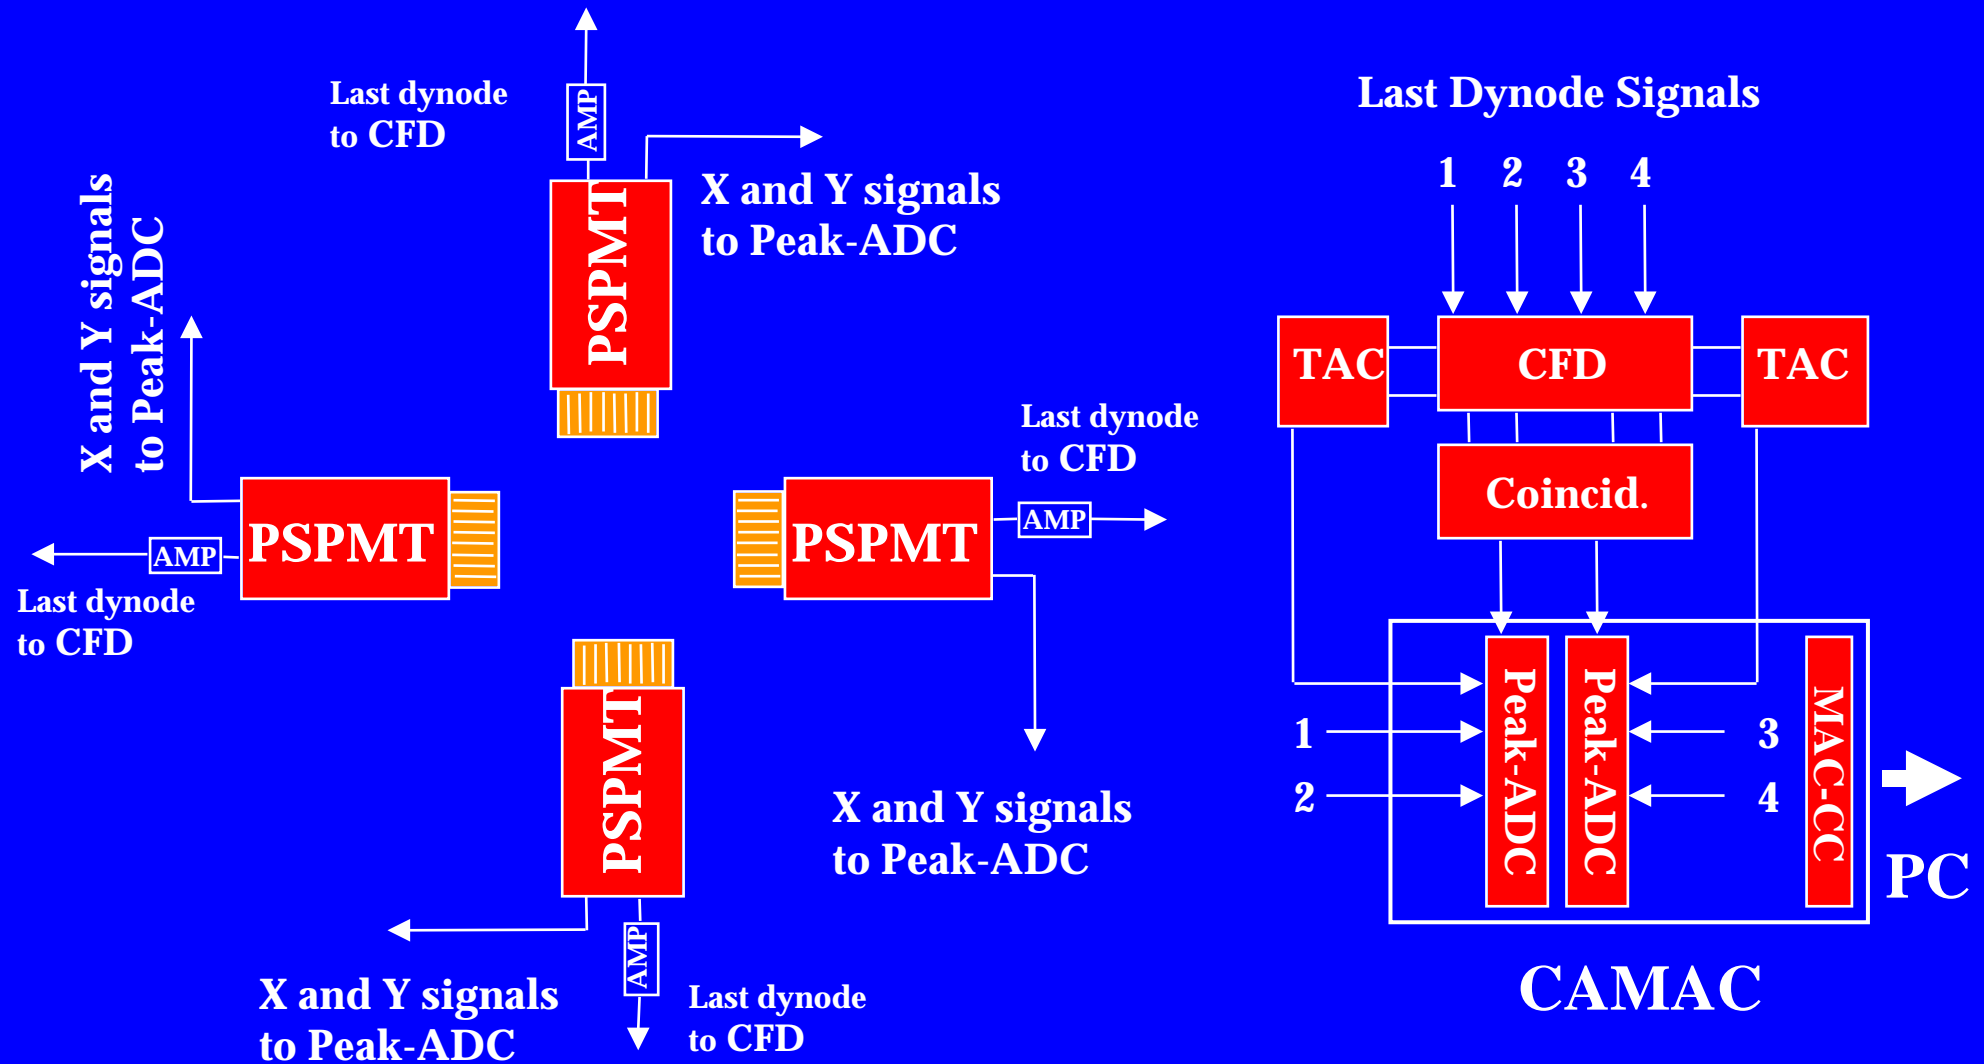 Last dynode
to CFD
AMP
X and Y signals
to Peak-ADC
PSPMT
X and Y signals
to Peak-ADC
PSPMT
AMP
Last dynode
to CFD
Last dynode
to CFD
AMP
PSPMT
X and Y signals
to Peak-ADC
PSPMT
AMP
X and Y signals
to Peak-ADC
Last dynode
to CFD
Last Dynode Signals
1 2 3 4
TAC CFD TAC
Coincid.
Peak-ADC
Peak-ADC
MAC-CC
1
2
3
4
PC
CAMAC